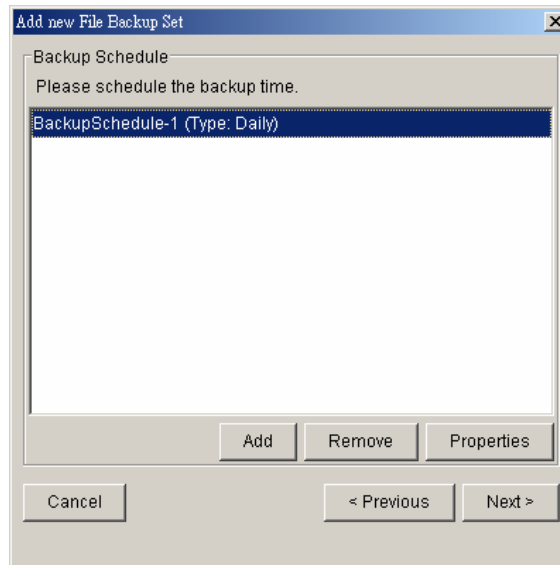 Add new File Backup Set
Backup Schedule
Please schedule the backup time.
BackupSchedule-1 (Type: Daily)
Add Remove Properties
Cancel < Previous Next >